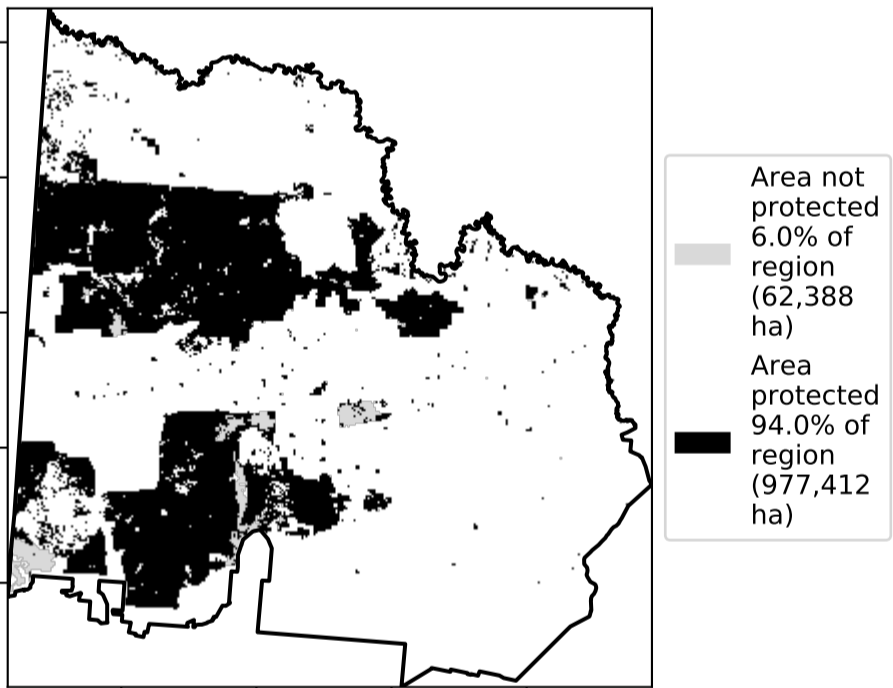 Area not
protected
6.0% of
region
(62,388
ha)
Area
protected
94.0% of
region
(977,412
ha)